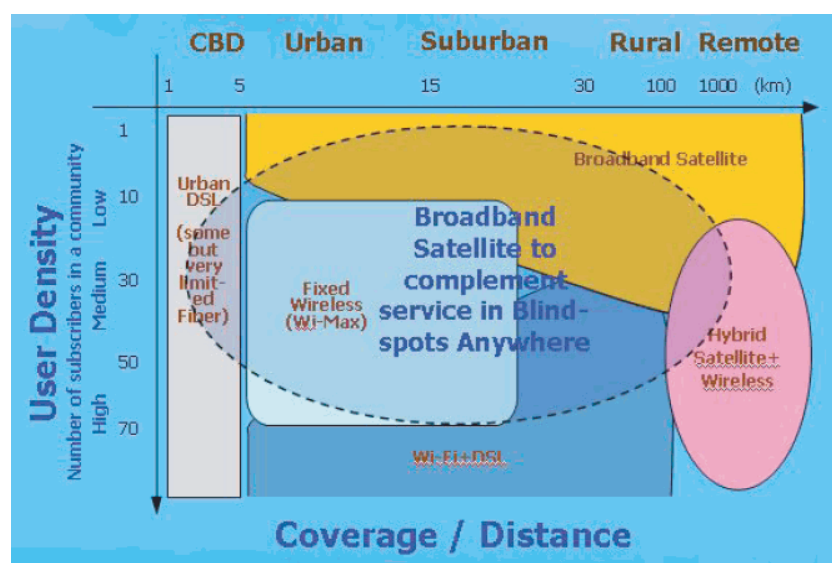 CBD Urban Suburban Rural Remote
1 5 15 30 100 1000 (km)
1
10
30
50
70
Low
Medium
High
User Density
Number of subscribers in a community
Urban
DSL
(some
but
very
limit-
ed
Fiber)
Broadband Satellite
Broadband
Satellite to
complement
service in Blind-
spots Anywhere
Fixed
Wireless
(Wi-Max)
Hybrid
Satellite+
Wireless
Wi-Fi+DSL
Coverage / Distance